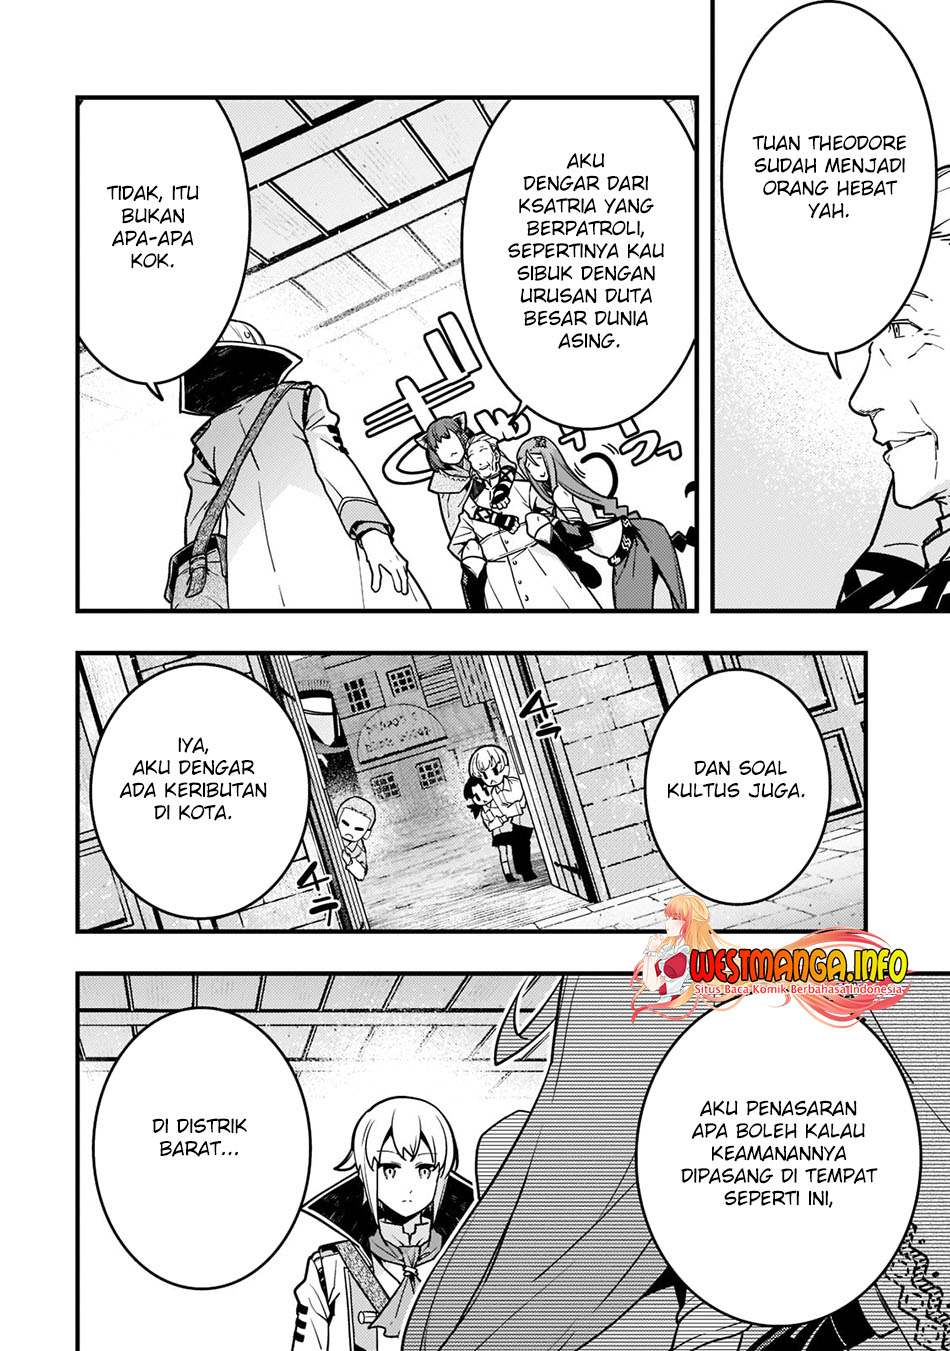 TUAN THEODORE
SUDAH MENJADI
ORANG HEBAT
YAH.
AKU
DENGAR DARI
KSATRIA YANG
BERPATROLI,
SEPERTINYA KAU
SIBUK DENGAN
URUSAN DUTA
BESAR DUNIA
ASING.
TIDAK, ITU
BUKAN
APA-APA
KOK.
DAN SOAL
KULTUS JUGA.
IYA,
AKU DENGAR
ADA KERIBUTAN
DI KOTA.
WESTMANGA.INFO
Situs Baca Komik Berbahasa Indonesia
AKU PENASARAN
APA BOLEH KALAU
KEAMANANNYA
DIPASANG DI TEMPAT
SEPERTI INI,
DI DISTRIK
BARAT...